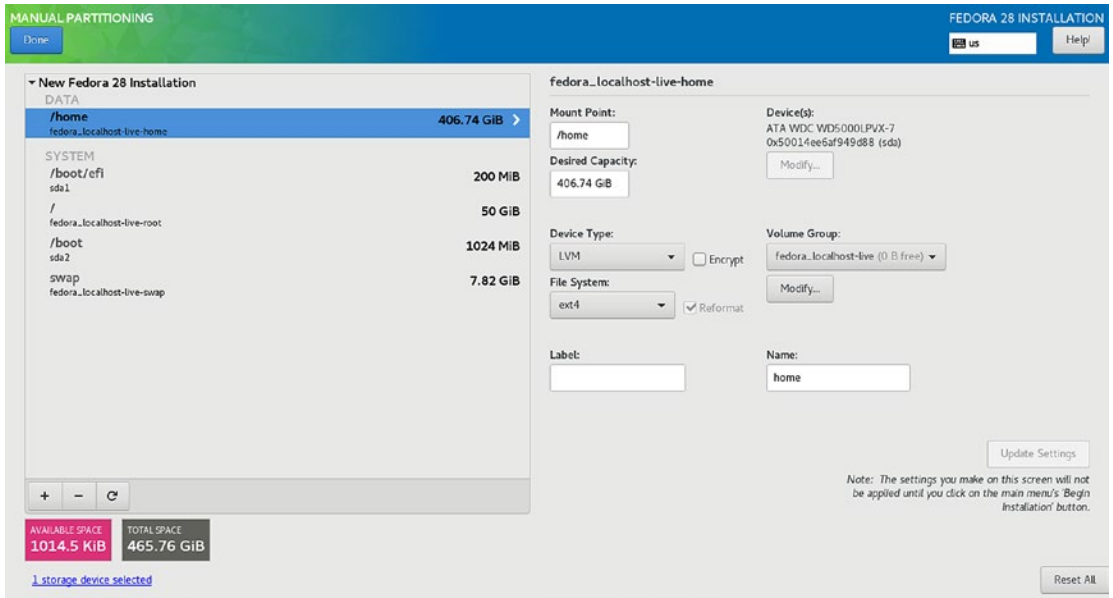 MANUAL PARTITIONING
FEDORA 28 INSTALLATION
Done
us
Help!
New Fedora 28 Installation
DATA
/home
406.74 GiB
fedora_localhost-live-home
SYSTEM
/boot/efi
200 MiB
sda1
/
50 GiB
fedora_localhost-live-root
/boot
1024 MiB
sda2
swap
7.82 GiB
fedora_localhost-live-swap
+ −
AVAILABLE SPACE
1014.5 KiB
TOTAL SPACE
465.76 GiB
1 storage device selected
fedora_localhost-live-home
Mount Point:
/home
Device(s):
ATA WDC WD5000LPVX-7
0x50014ee6af949d88 (sda)
Modify...
Desired Capacity:
406.74 GiB
Device Type:
LVM
Encrypt
Volume Group:
fedora_localhost-live (0 B free)
Modify...
File System:
ext4
Reformat
Label:
Name:
home
Update Settings
Note: The settings you make on this screen will not
be applied until you click on the main menu's 'Begin
Installation' button.
Reset All